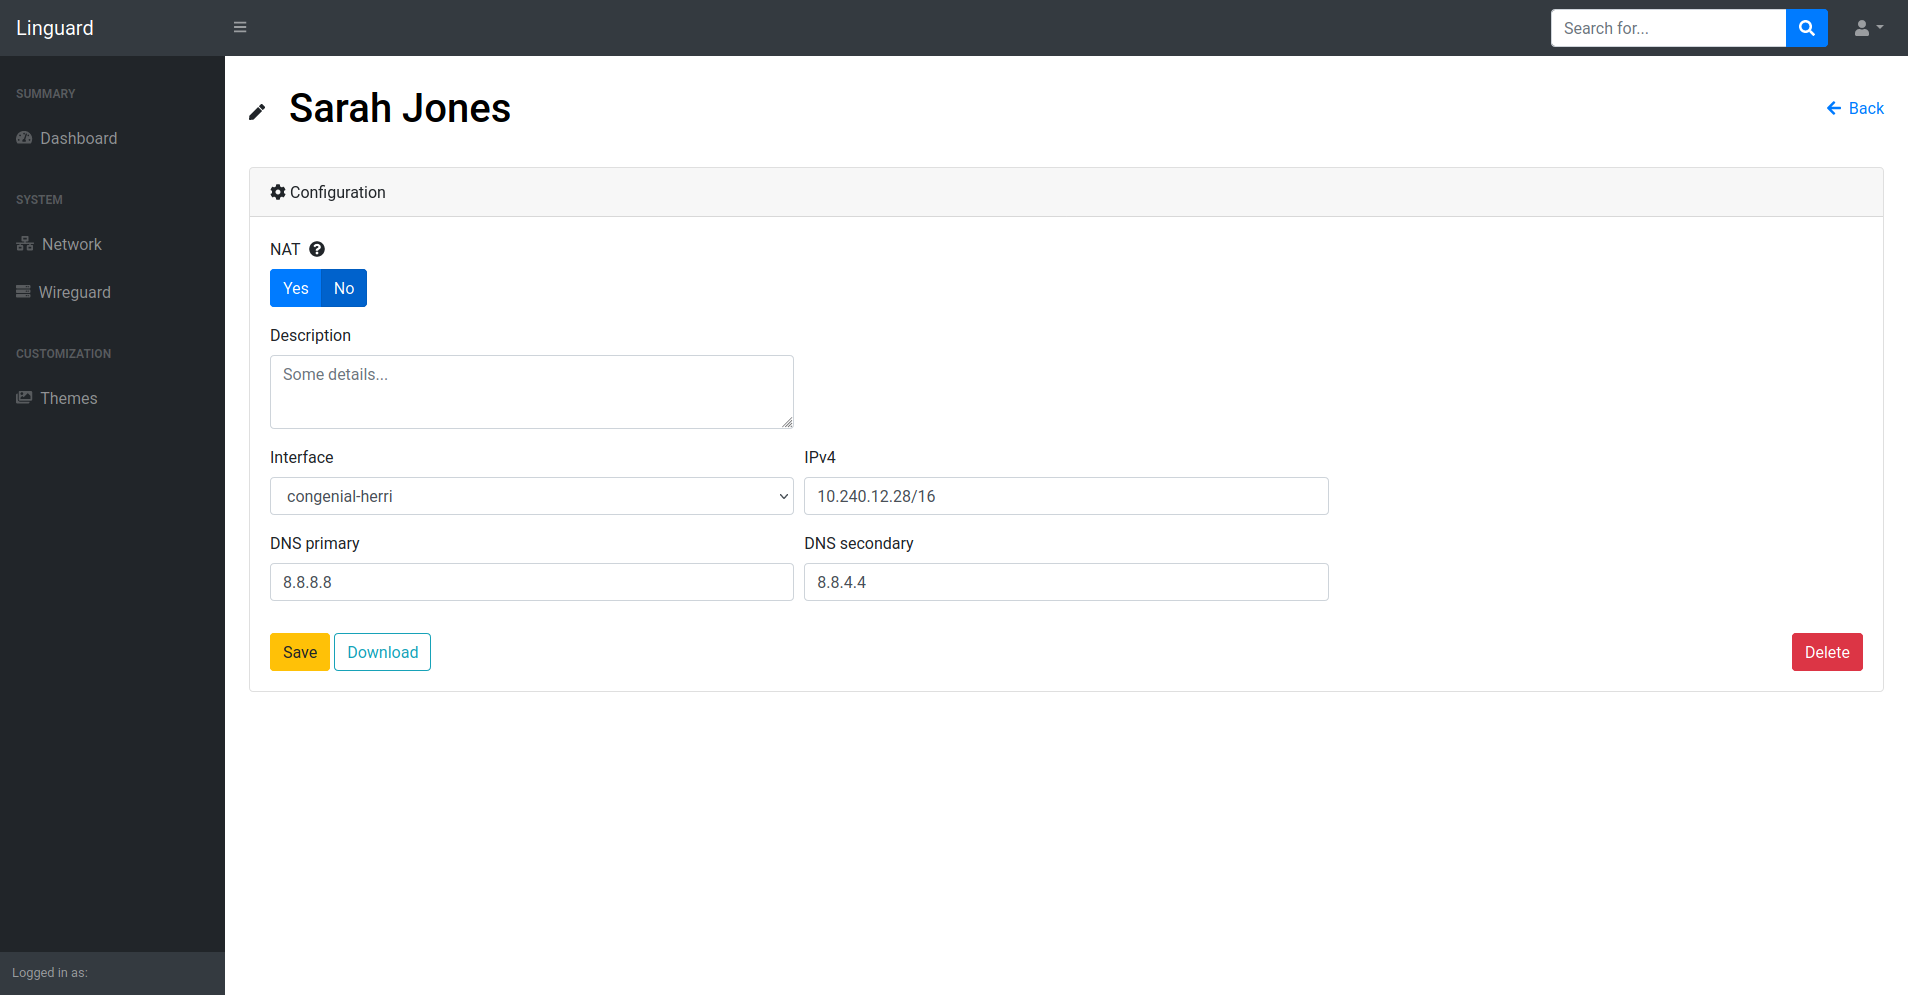 Linguard
Search for...
SUMMARY
Dashboard
SYSTEM
Network
Wireguard
CUSTOMIZATION
Themes
Logged in as:
Sarah Jones
Back
Configuration
NAT
Yes No
Description
Some details...
Interface IPv4
congenial-herri 10.240.12.28/16
DNS primary DNS secondary
8.8.8.8 8.8.4.4
Save Download Delete